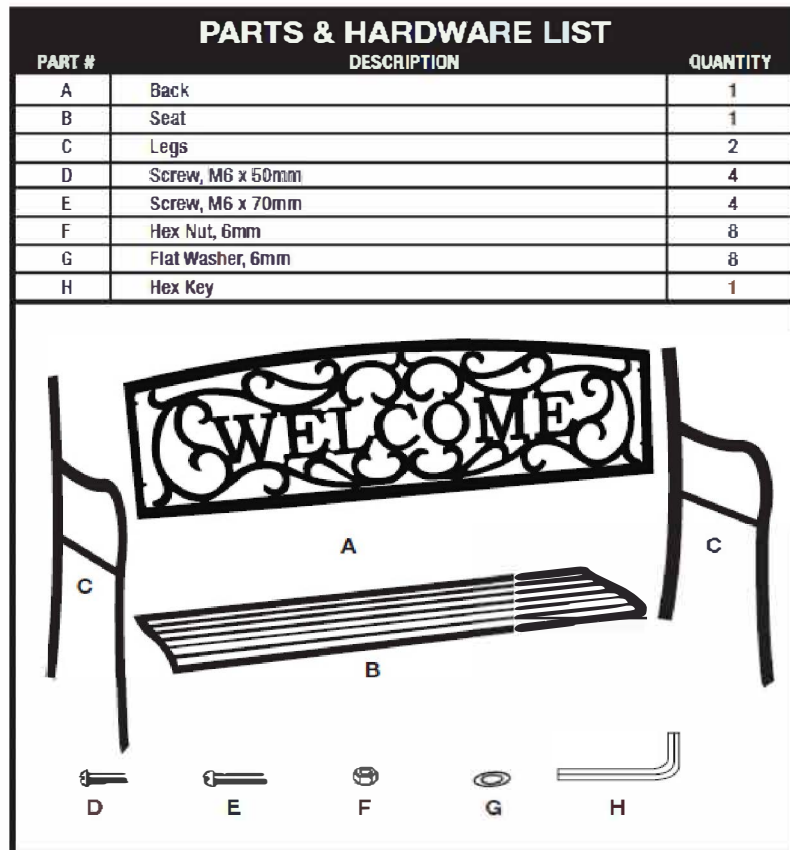 PARTS & HARDWARE LIST
PART # DESCRIPTION QUANTITY
A Back 1
B Seat 1
C Legs 2
D Screw, M6 x 50mm 4
E Screw, M6 x 70mm 4
F Hex Nut, 6mm 8
G Flat Washer, 6mm 8
H Hex Key 1
WELCOME
A
C
C
B
D E F G H